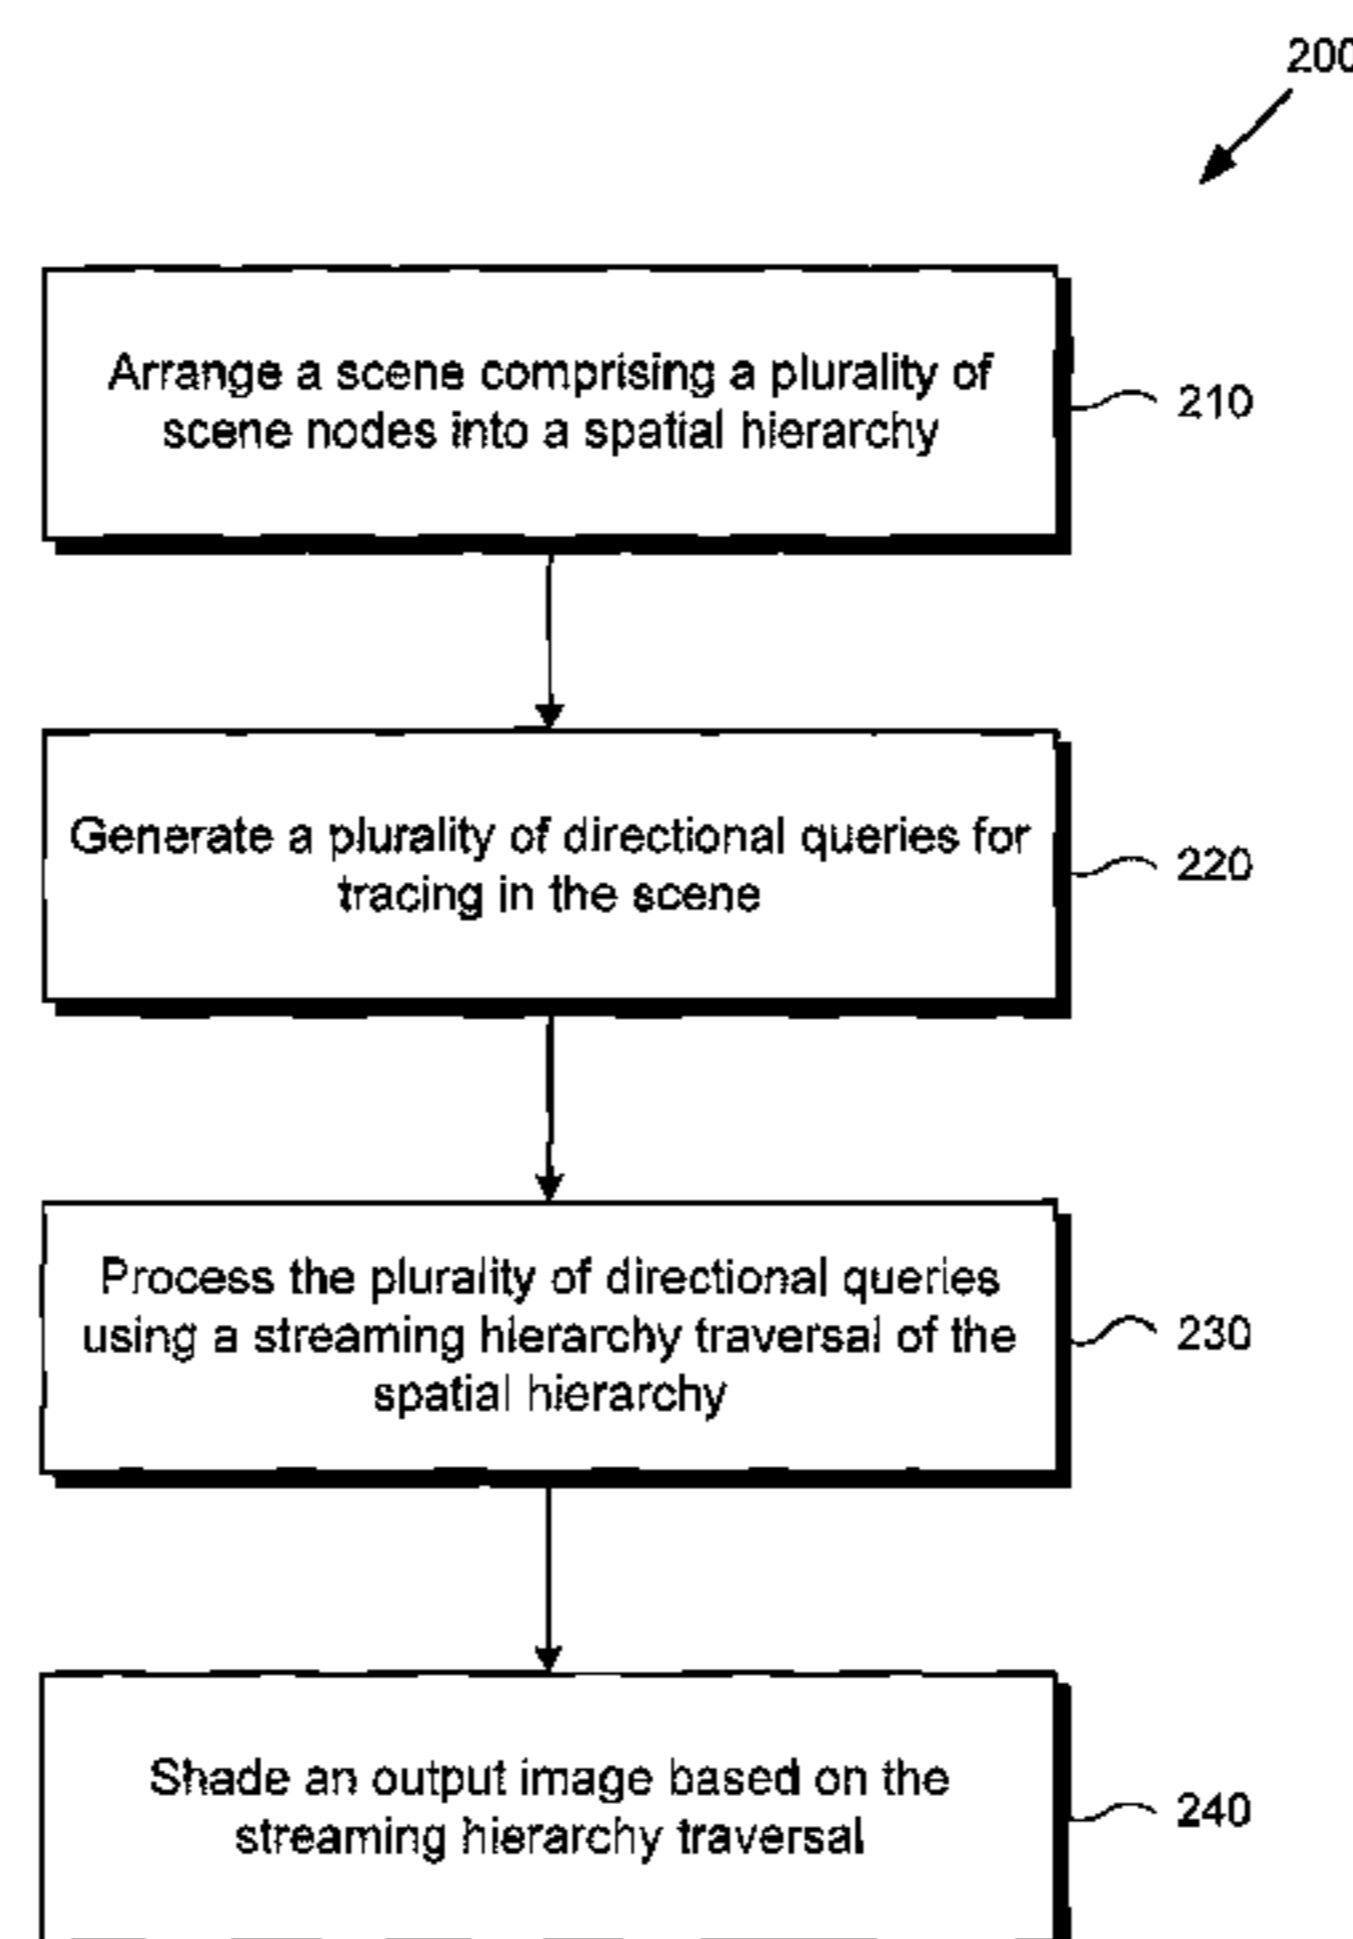 200
Arrange a scene comprising a plurality of
scene nodes into a spatial hierarchy
210
Generate a plurality of directional queries for
tracing in the scene
220
Process the plurality of directional queries
using a streaming hierarchy traversal of the
spatial hierarchy
230
Shade an output image based on the
streaming hierarchy traversal
240